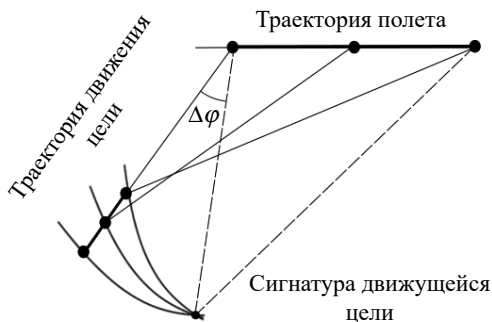 Траектория полета
Траектория движения
цели
Δφ
Сигнатура движущейся
цели